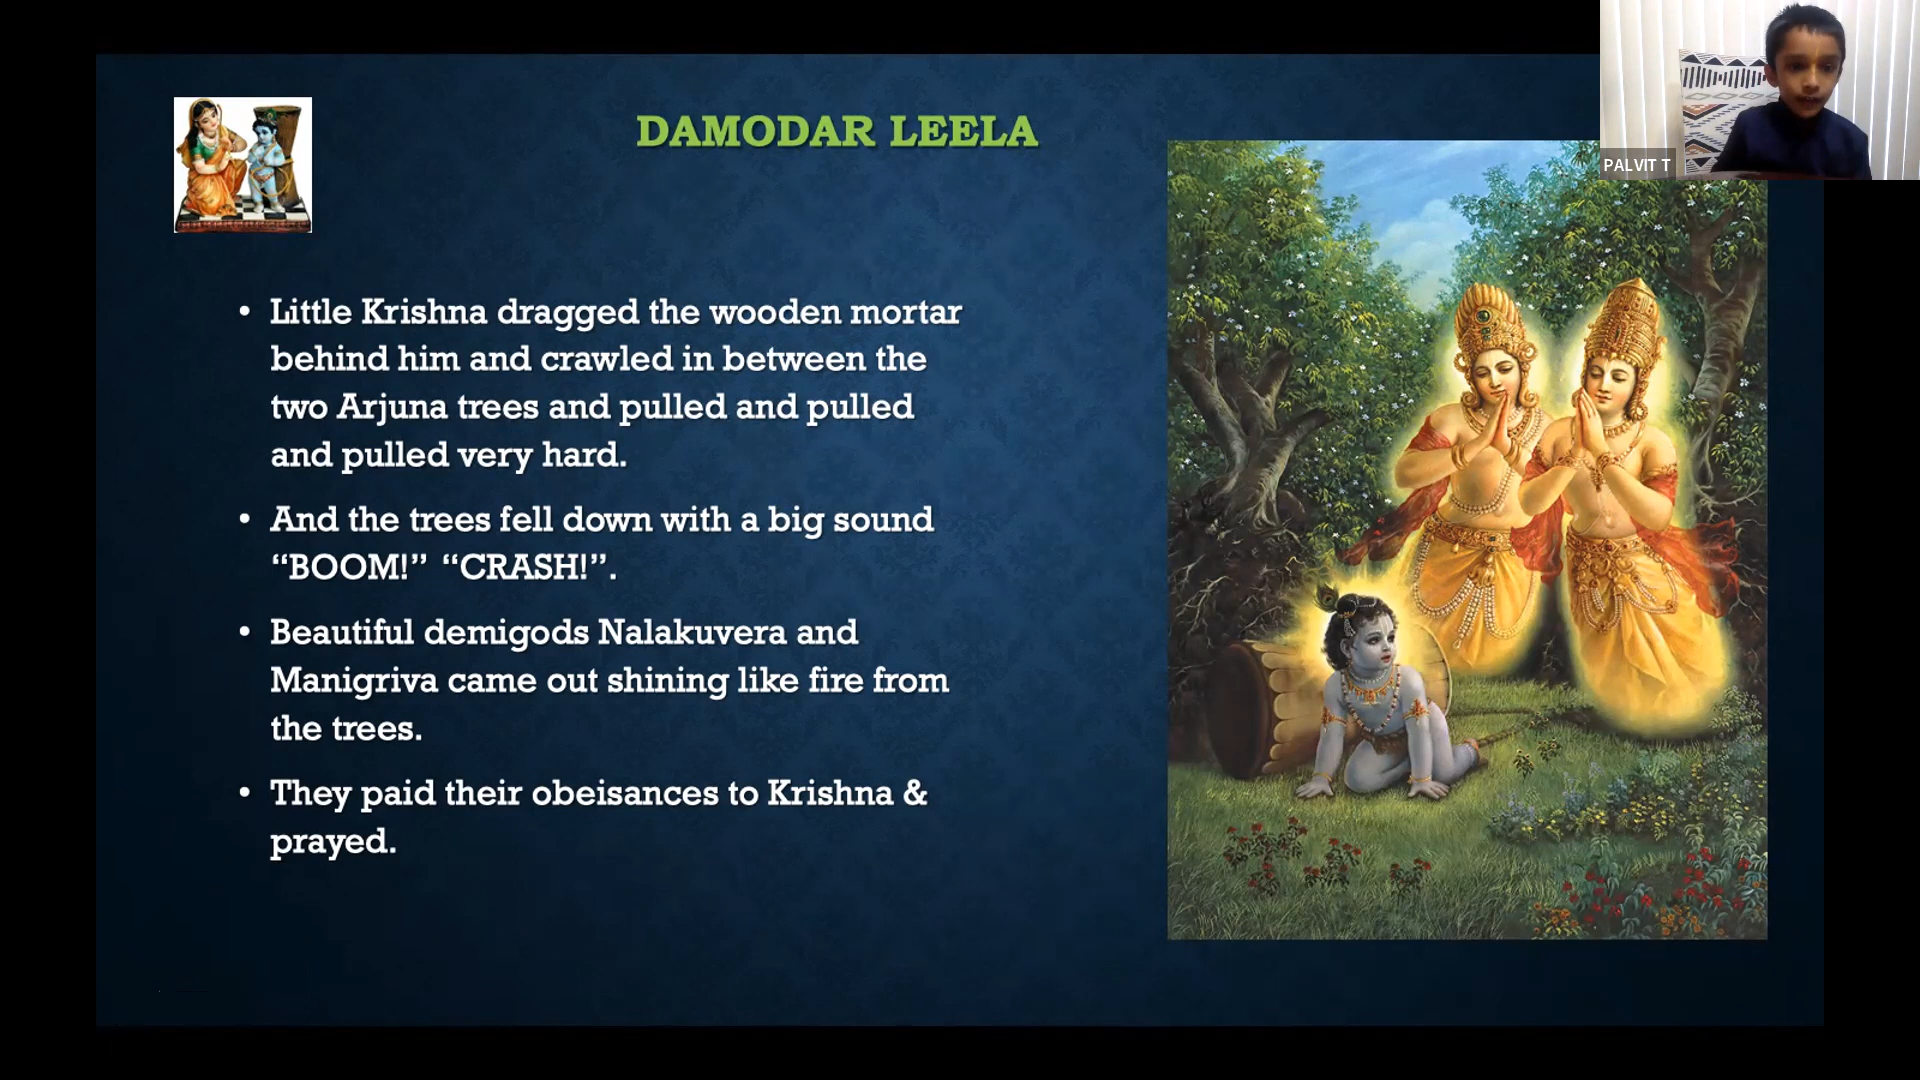 PALVIT T
DAMODAR LEELA
• Little Krishna dragged the wooden mortar
behind him and crawled in between the
two Arjuna trees and pulled and pulled
and pulled very hard.
• And the trees fell down with a big sound
“BOOM!” “CRASH!”.
• Beautiful demigods Nalakuvera and
Manigriva came out shining like fire from
the trees.
• They paid their obeisances to Krishna &
prayed.